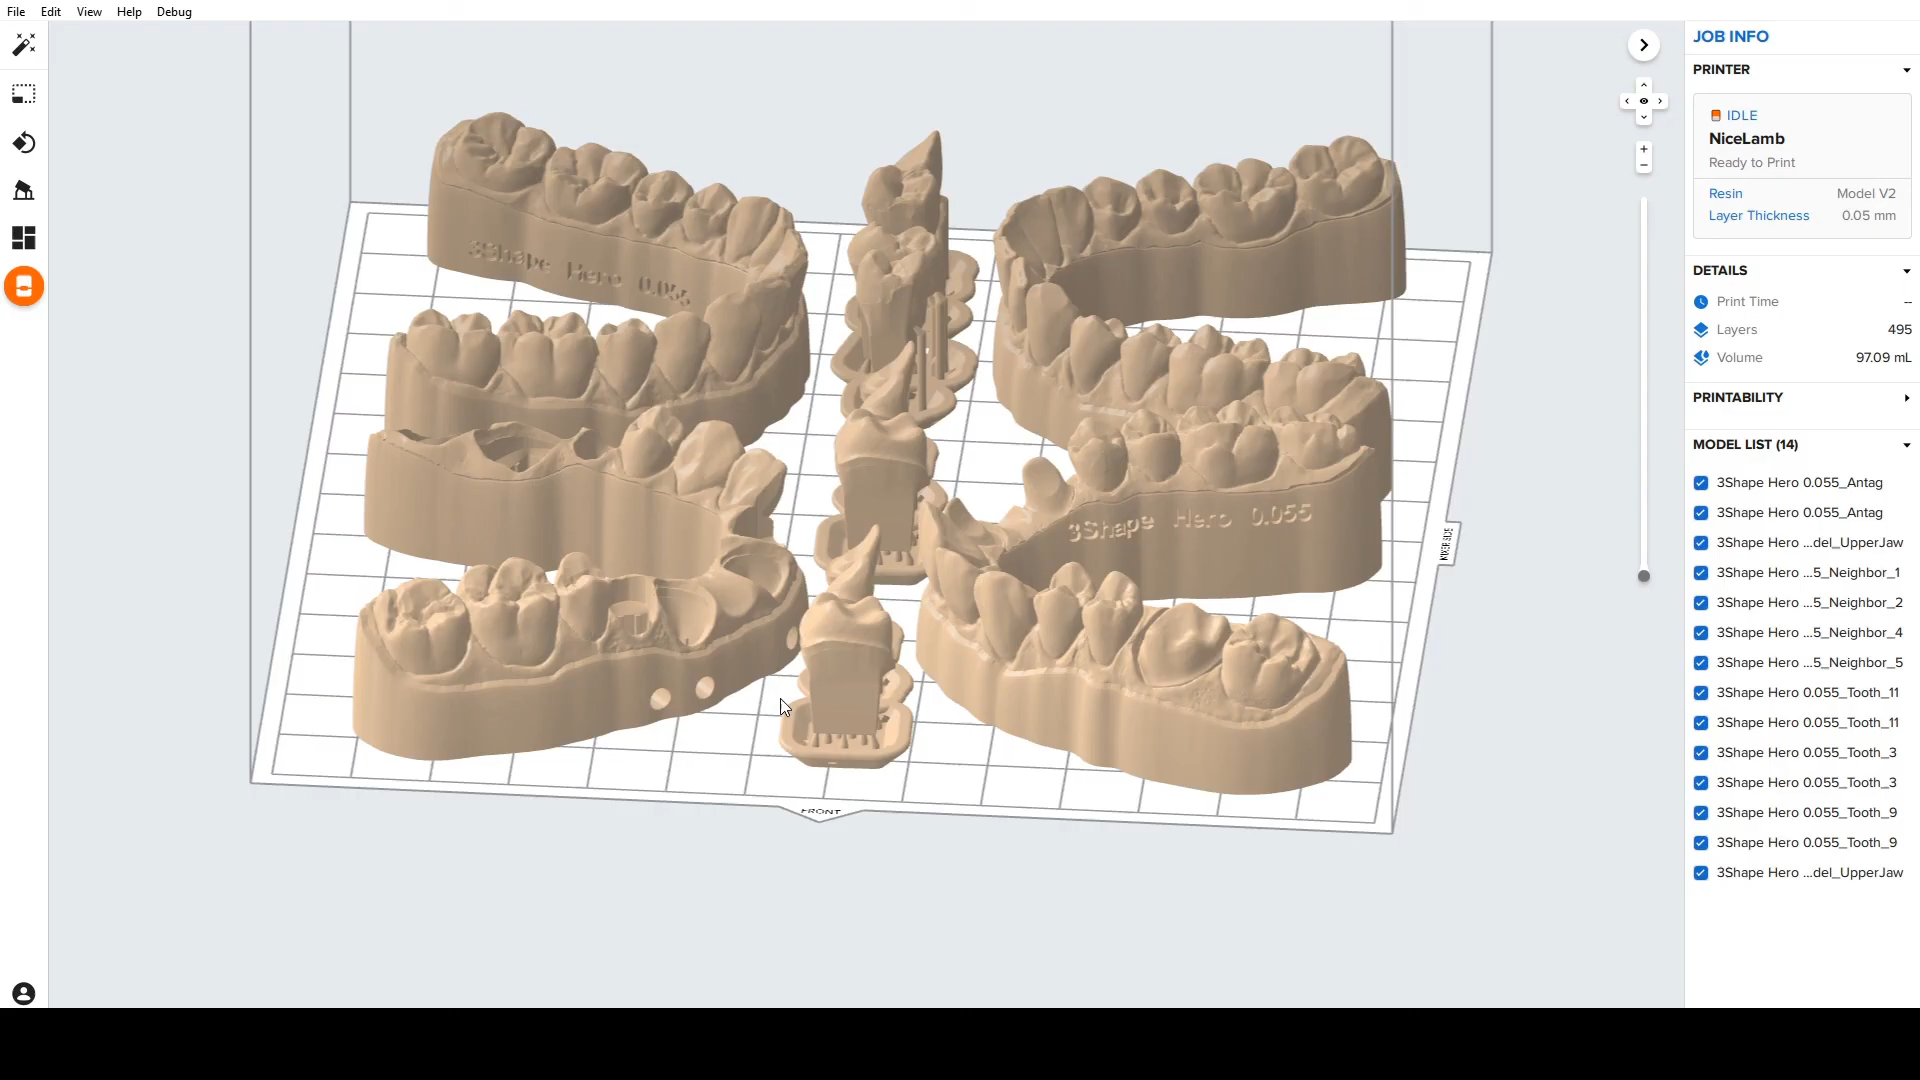 File Edit View Help Debug
JOB INFO
PRINTER
IDLE
NiceLamb
Ready to Print
Resin Model V2
Layer Thickness 0.05 mm
DETAILS
Print Time --
Layers 495
Volume 97.09 mL
PRINTABILITY
MODEL LIST (14)
3Shape Hero 0.055_Antag
3Shape Hero 0.055_Antag
3Shape Hero ...del_UpperJaw
3Shape Hero ...5_Neighbor_1
3Shape Hero ...5_Neighbor_2
3Shape Hero ...5_Neighbor_4
3Shape Hero ...5_Neighbor_5
3Shape Hero 0.055_Tooth_11
3Shape Hero 0.055_Tooth_11
3Shape Hero 0.055_Tooth_3
3Shape Hero 0.055_Tooth_3
3Shape Hero 0.055_Tooth_9
3Shape Hero 0.055_Tooth_9
3Shape Hero ...del_UpperJaw
3Shape Hero 0.055
3Shape Hero 0.055
MIXER SIDE
FRONT